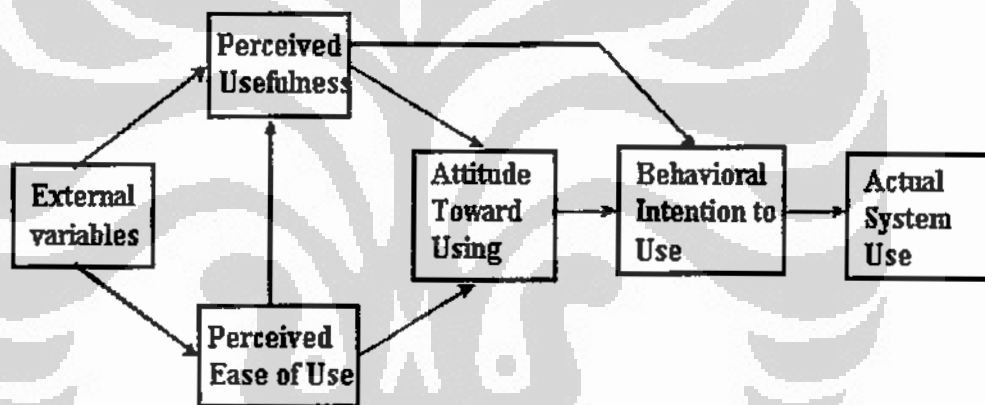 Perceived
Usefulness
External
variables
Perceived
Ease of Use
Attitude
Toward
Using
Behavioral
Intention to
Use
Actual
System
Use